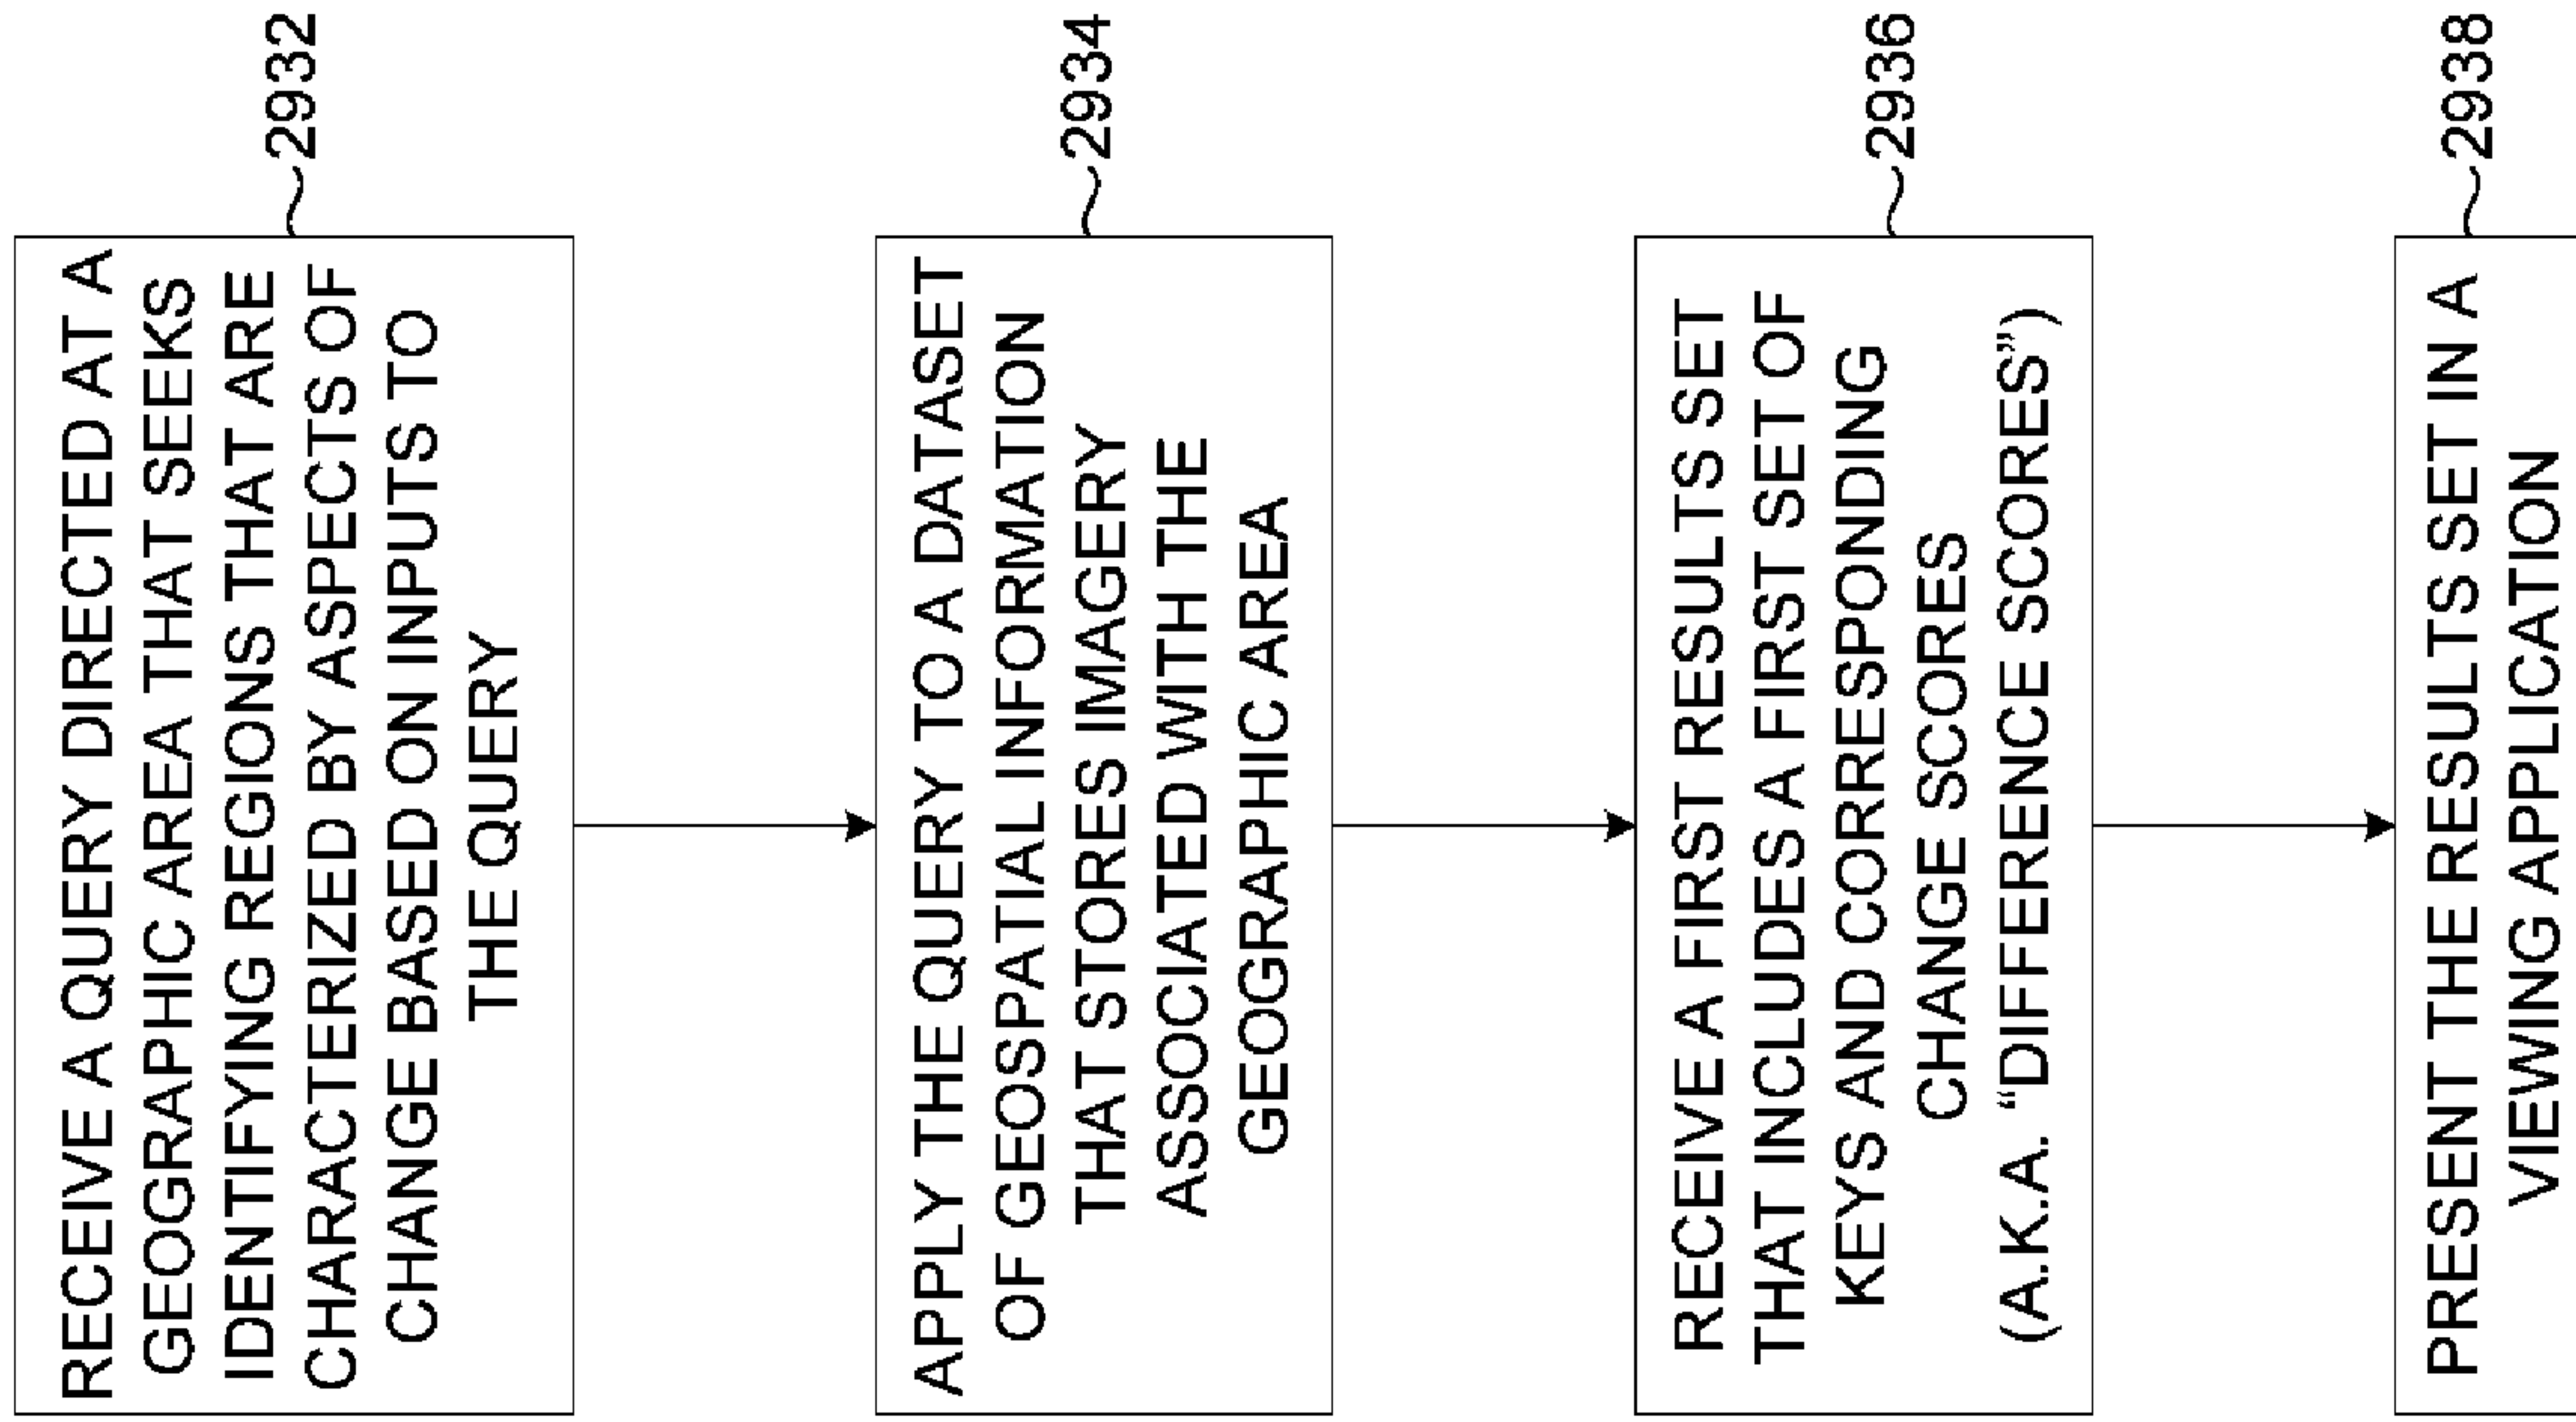 RECEIVE A QUERY DIRECTED AT A
GEOGRAPHIC AREA THAT SEEKS
IDENTIFYING REGIONS THAT ARE
CHARACTERIZED BY ASPECTS OF
CHANGE BASED ON INPUTS TO
THE QUERY
2932
APPLY THE QUERY TO A DATASET
OF GEOSPATIAL INFORMATION
THAT STORES IMAGERY
ASSOCIATED WITH THE
GEOGRAPHIC AREA
2934
RECEIVE A FIRST RESULTS SET
THAT INCLUDES A FIRST SET OF
KEYS AND CORRESPONDING
CHANGE SCORES
(A.K.A. “DIFFERENCE SCORES”)
2936
PRESENT THE RESULTS SET IN A
VIEWING APPLICATION
2938